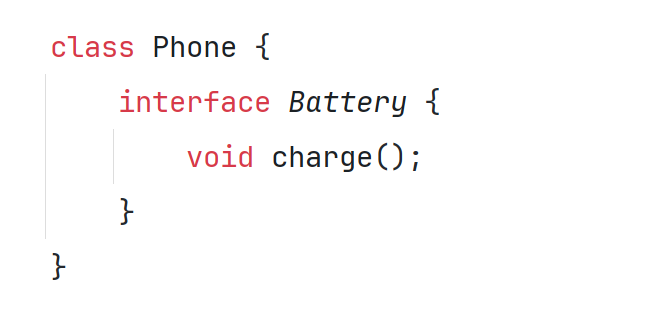 class Phone {
    interface Battery {
        void charge();
    }
}